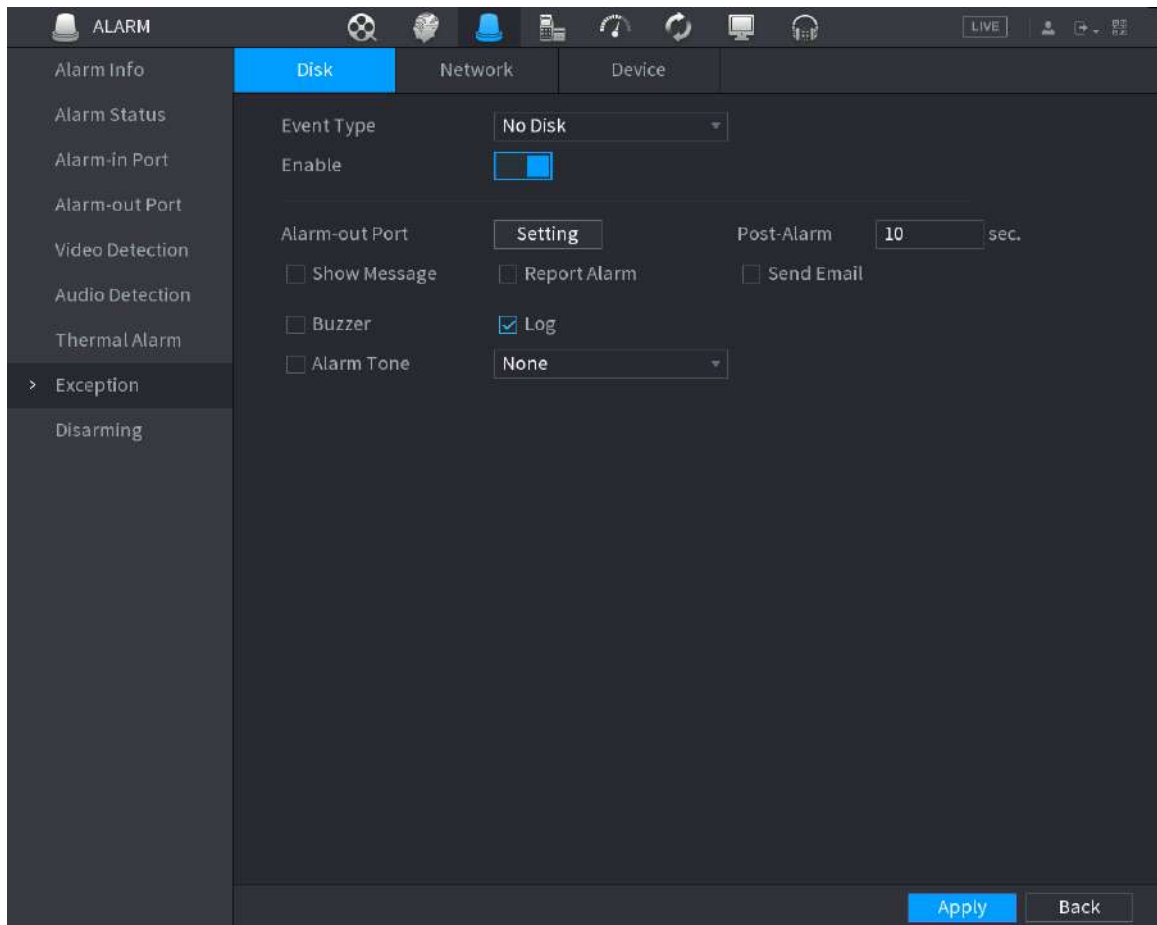 ALARM
LIVE
Alarm Info
Disk Network Device
Alarm Status
Event Type No Disk
Alarm-in Port
Enable
Alarm-out Port
Alarm-out Port Setting Post-Alarm 10 sec.
Video Detection
Show Message Report Alarm Send Email
Audio Detection
Buzzer Log
Thermal Alarm
Alarm Tone None
> Exception
Disarming
Apply Back